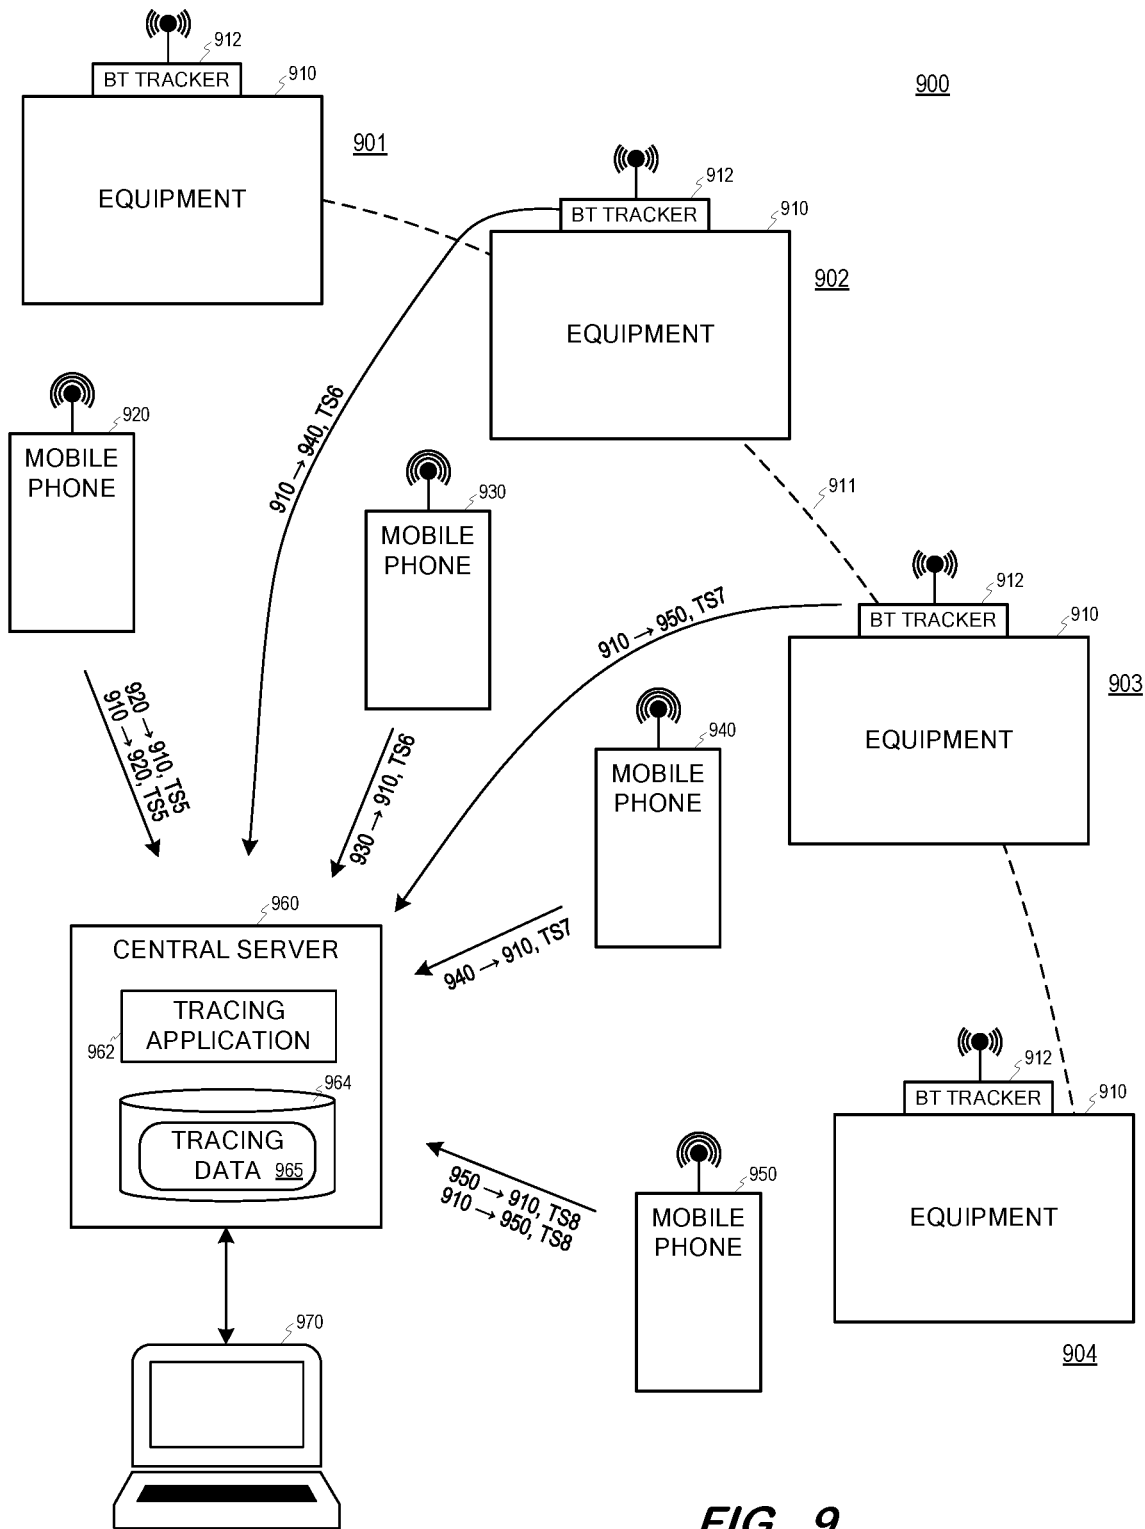 912
BT TRACKER
910
900
901
EQUIPMENT
912
BT TRACKER
910
902
EQUIPMENT
920
MOBILE
PHONE
910 → 940, TS6
930
MOBILE
PHONE
911
912
BT TRACKER
910
910 → 950, TS7
903
EQUIPMENT
920 → 910, TS5
910 → 920, TS5
930 → 910, TS6
940
MOBILE
PHONE
960
CENTRAL SERVER
940 → 910, TS7
TRACING
APPLICATION
962
964
TRACING
DATA 965
912
BT TRACKER
910
EQUIPMENT
904
950 → 910, TS8
910 → 950, TS8
950
MOBILE
PHONE
970
FIG. 9